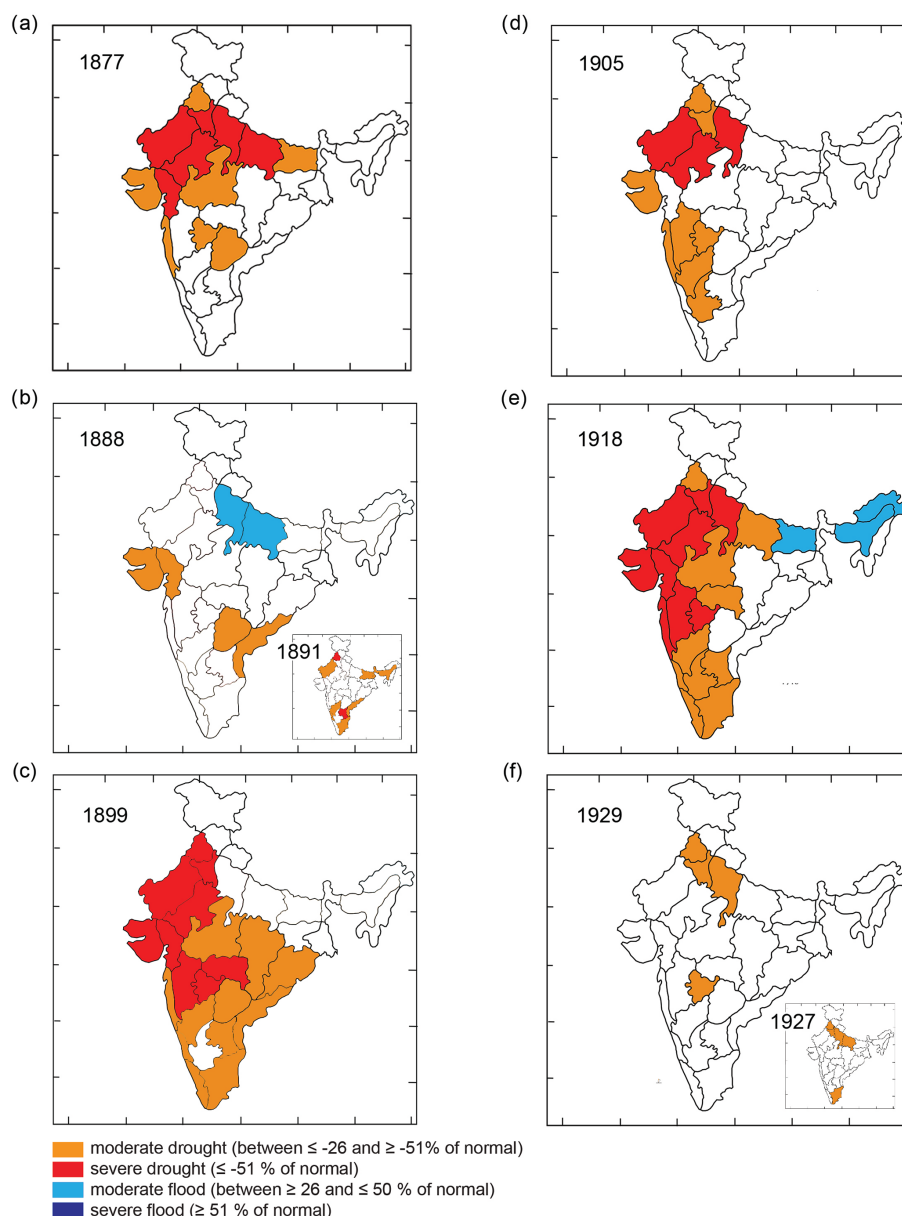 (a)
1877
(d)
1905
(b)
1888
1891
(e)
1918
(c)
1899
(f)
1929
1927
moderate drought (between ≤ -26 and ≥ -51% of normal)
severe drought (≤ -51 % of normal)
moderate flood (between ≥ 26 and ≤ 50 % of normal)
severe flood (≥ 51 % of normal)